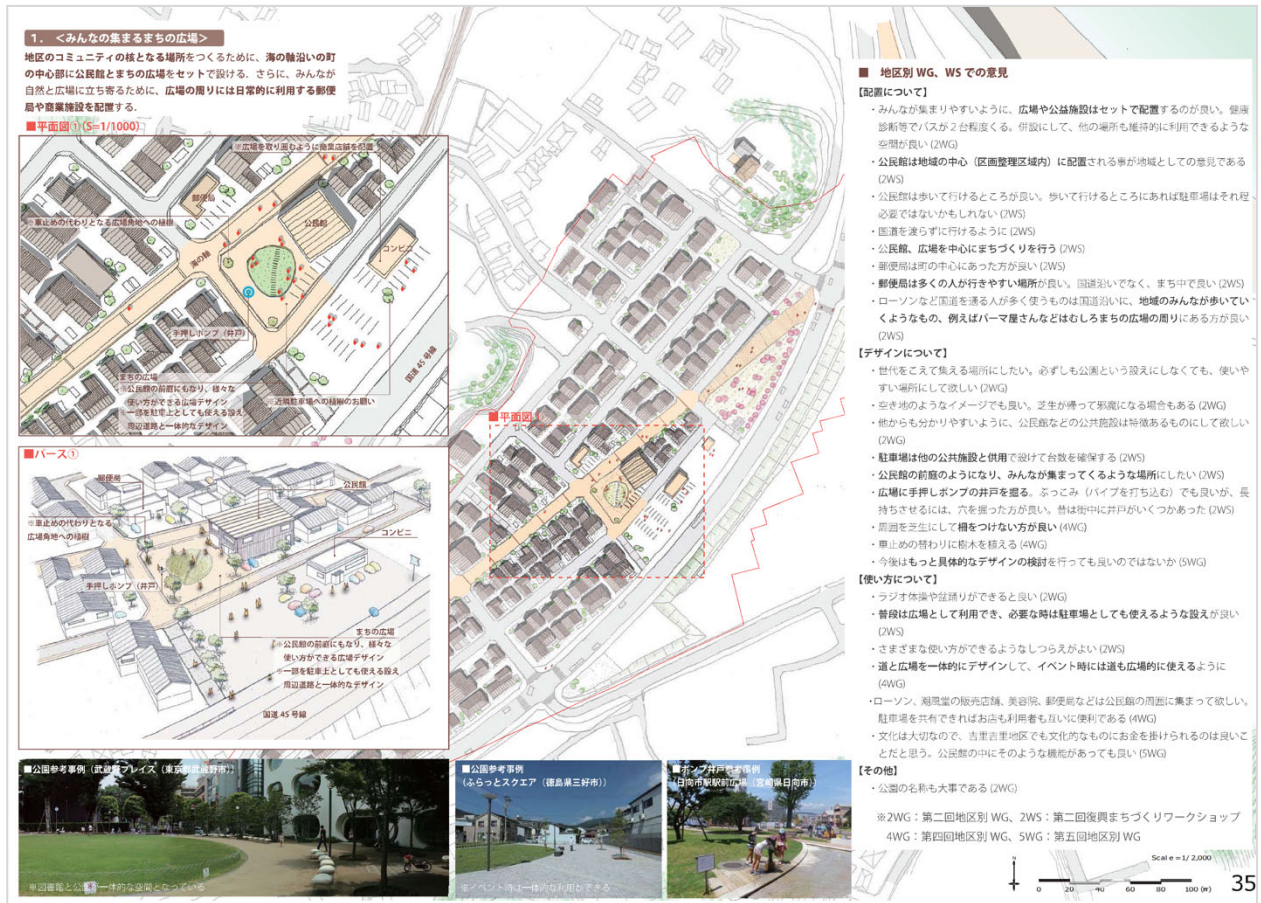 1. <みんなの集まるまちの広場>
地区のコミュニティの核となる場所をつくるために、海の軸沿いの町
の中心部に公民館とまちの広場をセットで設ける. さらに、みんなが
自然と広場に立ち寄るために、広場の周りには日常的に利用する郵便
局や商業施設を配置する.
■平面図①(S=1/1000)
※広場を取り囲むように商業店舗を配置
郵便局
※車止めの代わりとなる広場角地への植樹
公民館
コンビニ
海の軸
手押しポンプ（井戸）
国道45号線
まちの広場
※公民館の前庭にもなり、様々な
使い方ができる広場デザイン
※一部を駐車上としても使える設え
周辺道路と一体的なデザイン
※近隣駐車場への植樹のお願い
■パース①
郵便局
公民館
※車止めの代わりとなる
広場角地への植樹
コンビニ
手押しポンプ（井戸）
まちの広場
※公民館の前庭にもなり、様々な
使い方ができる広場デザイン
※一部を駐車上としても使える設え
周辺道路と一体的なデザイン
国道45号線
■平面図①
■公園参考事例（武蔵野プレイス（東京都武蔵野市））
※図書館と公園が一体的な空間となっている
■公園参考事例
（ふらっとスクエア（徳島県三好市））
※イベント時は一体的な利用ができる
■ポンプ井戸参考事例
（日向市駅駅前広場（宮崎県日向市））
■ 地区別 WG、WS での意見
【配置について】
・みんなが集まりやすいように、広場や公益施設はセットで配置するのが良い。健康
診断等でバスが2台程度くる。併設にして、他の場所も維持的に利用できるような
空間が良い (2WG)
・公民館は地域の中心（区画整理区域内）に配置される事が地域としての意見である
(2WS)
・公民館は歩いて行けるところが良い。歩いて行けるところにあれば駐車場はそれ程
必要ではないかもしれない (2WS)
・国道を渡らずに行けるように (2WS)
・公民館、広場を中心にまちづくりを行う (2WS)
・郵便局は町の中心にあった方が良い (2WS)
・郵便局は多くの人が行きやすい場所が良い。国道沿いでなく、まち中で良い (2WS)
・ローソンなど国道を通る人が多く使うものは国道沿いに、地域のみんなが歩いてい
くようなもの、例えばパーマ屋さんなどはむしろまちの広場の周りにある方が良い
(2WS)
【デザインについて】
・世代をこえて集える場所にしたい。必ずしも公園という設えにしなくても、使いや
すい場所にして欲しい (2WG)
・空き地のようなイメージでも良い。芝生が帰って邪魔になる場合もある (2WG)
・他からも分かりやすいように、公民館などの公共施設は特徴あるものにして欲しい
(2WG)
・駐車場は他の公共施設と併用で設けて台数を確保する (2WS)
・公民館の前庭のようになり、みんなが集まってくるような場所にしたい (2WS)
・広場に手押しポンプの井戸を掘る。ぶっこみ（パイプを打ち込む）でも良いが、長
持ちさせるには、穴を掘った方が良い。昔は街中に井戸がいくつかあった (2WS)
・周囲を芝生にして柵をつけない方が良い (4WG)
・車止めの替わりに樹木を植える (4WG)
・今後はもっと具体的なデザインの検討を行っても良いのではないか (5WG)
【使い方について】
・ラジオ体操や盆踊りができると良い (2WG)
・普段は広場として利用でき、必要な時は駐車場としても使えるような設えが良い
(2WS)
・さまざまな使い方ができるようなしつらえがよい (2WS)
・道と広場を一体的にデザインして、イベント時には道も広場的に使えるように
(4WG)
・ローソン、潮風堂の販売店舗、美容院、郵便局などは公民館の周囲に集まって欲しい。
駐車場を共有できればお店も利用者も互いに便利である (4WG)
・文化は大切なので、吉里吉里地区でも文化的なものにお金を掛けられるのは良いこ
とだと思う。公民館の中にそのような機能があっても良い (5WG)
【その他】
・公園の名称も大事である (2WG)
※2WG：第二回地区別 WG、2WS：第二回復興まちづくりワークショップ
4WG：第四回地区別 WG、5WG：第五回地区別 WG
Scale=1/2,000
N
0 20 40 60 80 100 (m)
35